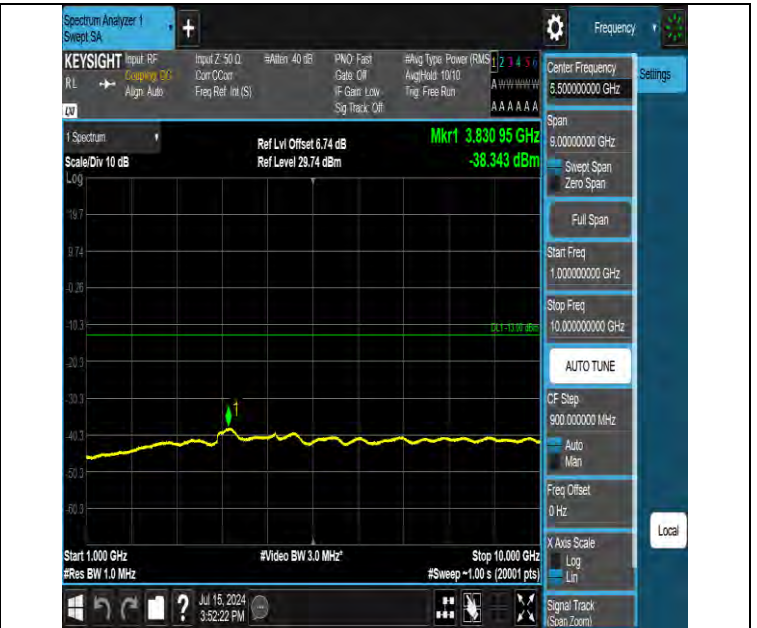 Spectrum Analyzer 1
Swept SA
+
Frequency
KEYSIGHT
RL
Input: RF
Coupling: DC
Align: Auto
Input Z: 50 Ω
Corr CCorr
Freq Ref: Int (S)
#Atten: 40 dB
PNO: Fast
Gate: Off
IF Gain: Low
Sig Track: Off
#Avg Type: Power (RMS
Avg|Hold: 10/10
Trig: Free Run
1 2 3 4 5 6
A W W W W W
A A A A A A
1 Spectrum
Scale/Div 10 dB
Log
Ref Lvl Offset 6.74 dB
Ref Level 29.74 dBm
Mkr1 3.830 95 GHz
-38.343 dBm
19.7
9.74
-0.26
-10.3
-20.3
-30.3
-40.3
-50.3
-60.3
DL1 -13.00 dBm
1
Start 1.000 GHz
#Res BW 1.0 MHz
#Video BW 3.0 MHz*
Stop 10.000 GHz
#Sweep ~1.00 s (20001 pts)
?
Jul 15, 2024
3:52:22 PM
Center Frequency
5.500000000 GHz
Span
9.00000000 GHz
Swept Span
Zero Span
Full Span
Start Freq
1.000000000 GHz
Stop Freq
10.000000000 GHz
AUTO TUNE
CF Step
900.000000 MHz
Auto
Man
Freq Offset
0 Hz
X Axis Scale
Log
Lin
Signal Track
(Span Zoom)
Settings
Local